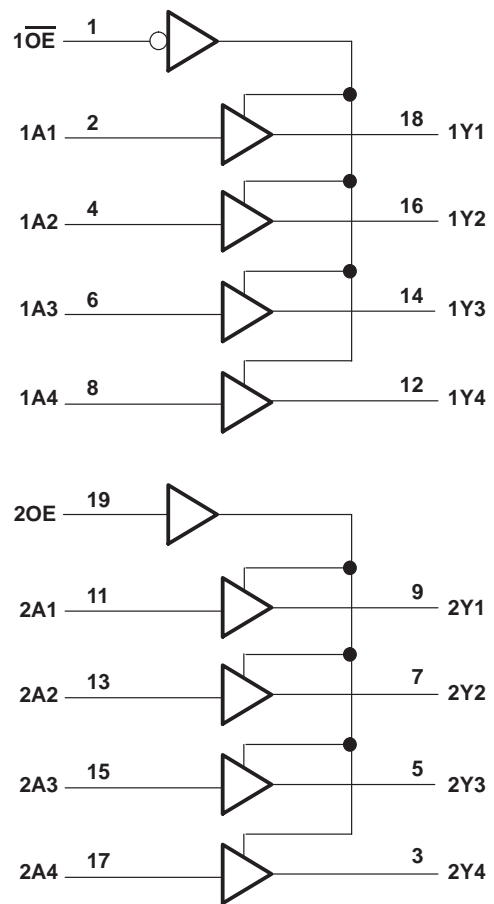 1O̅E̅ 1
1A1 2 18 1Y1
1A2 4 16 1Y2
1A3 6 14 1Y3
1A4 8 12 1Y4
2OE 19
2A1 11 9 2Y1
2A2 13 7 2Y2
2A3 15 5 2Y3
2A4 17 3 2Y4